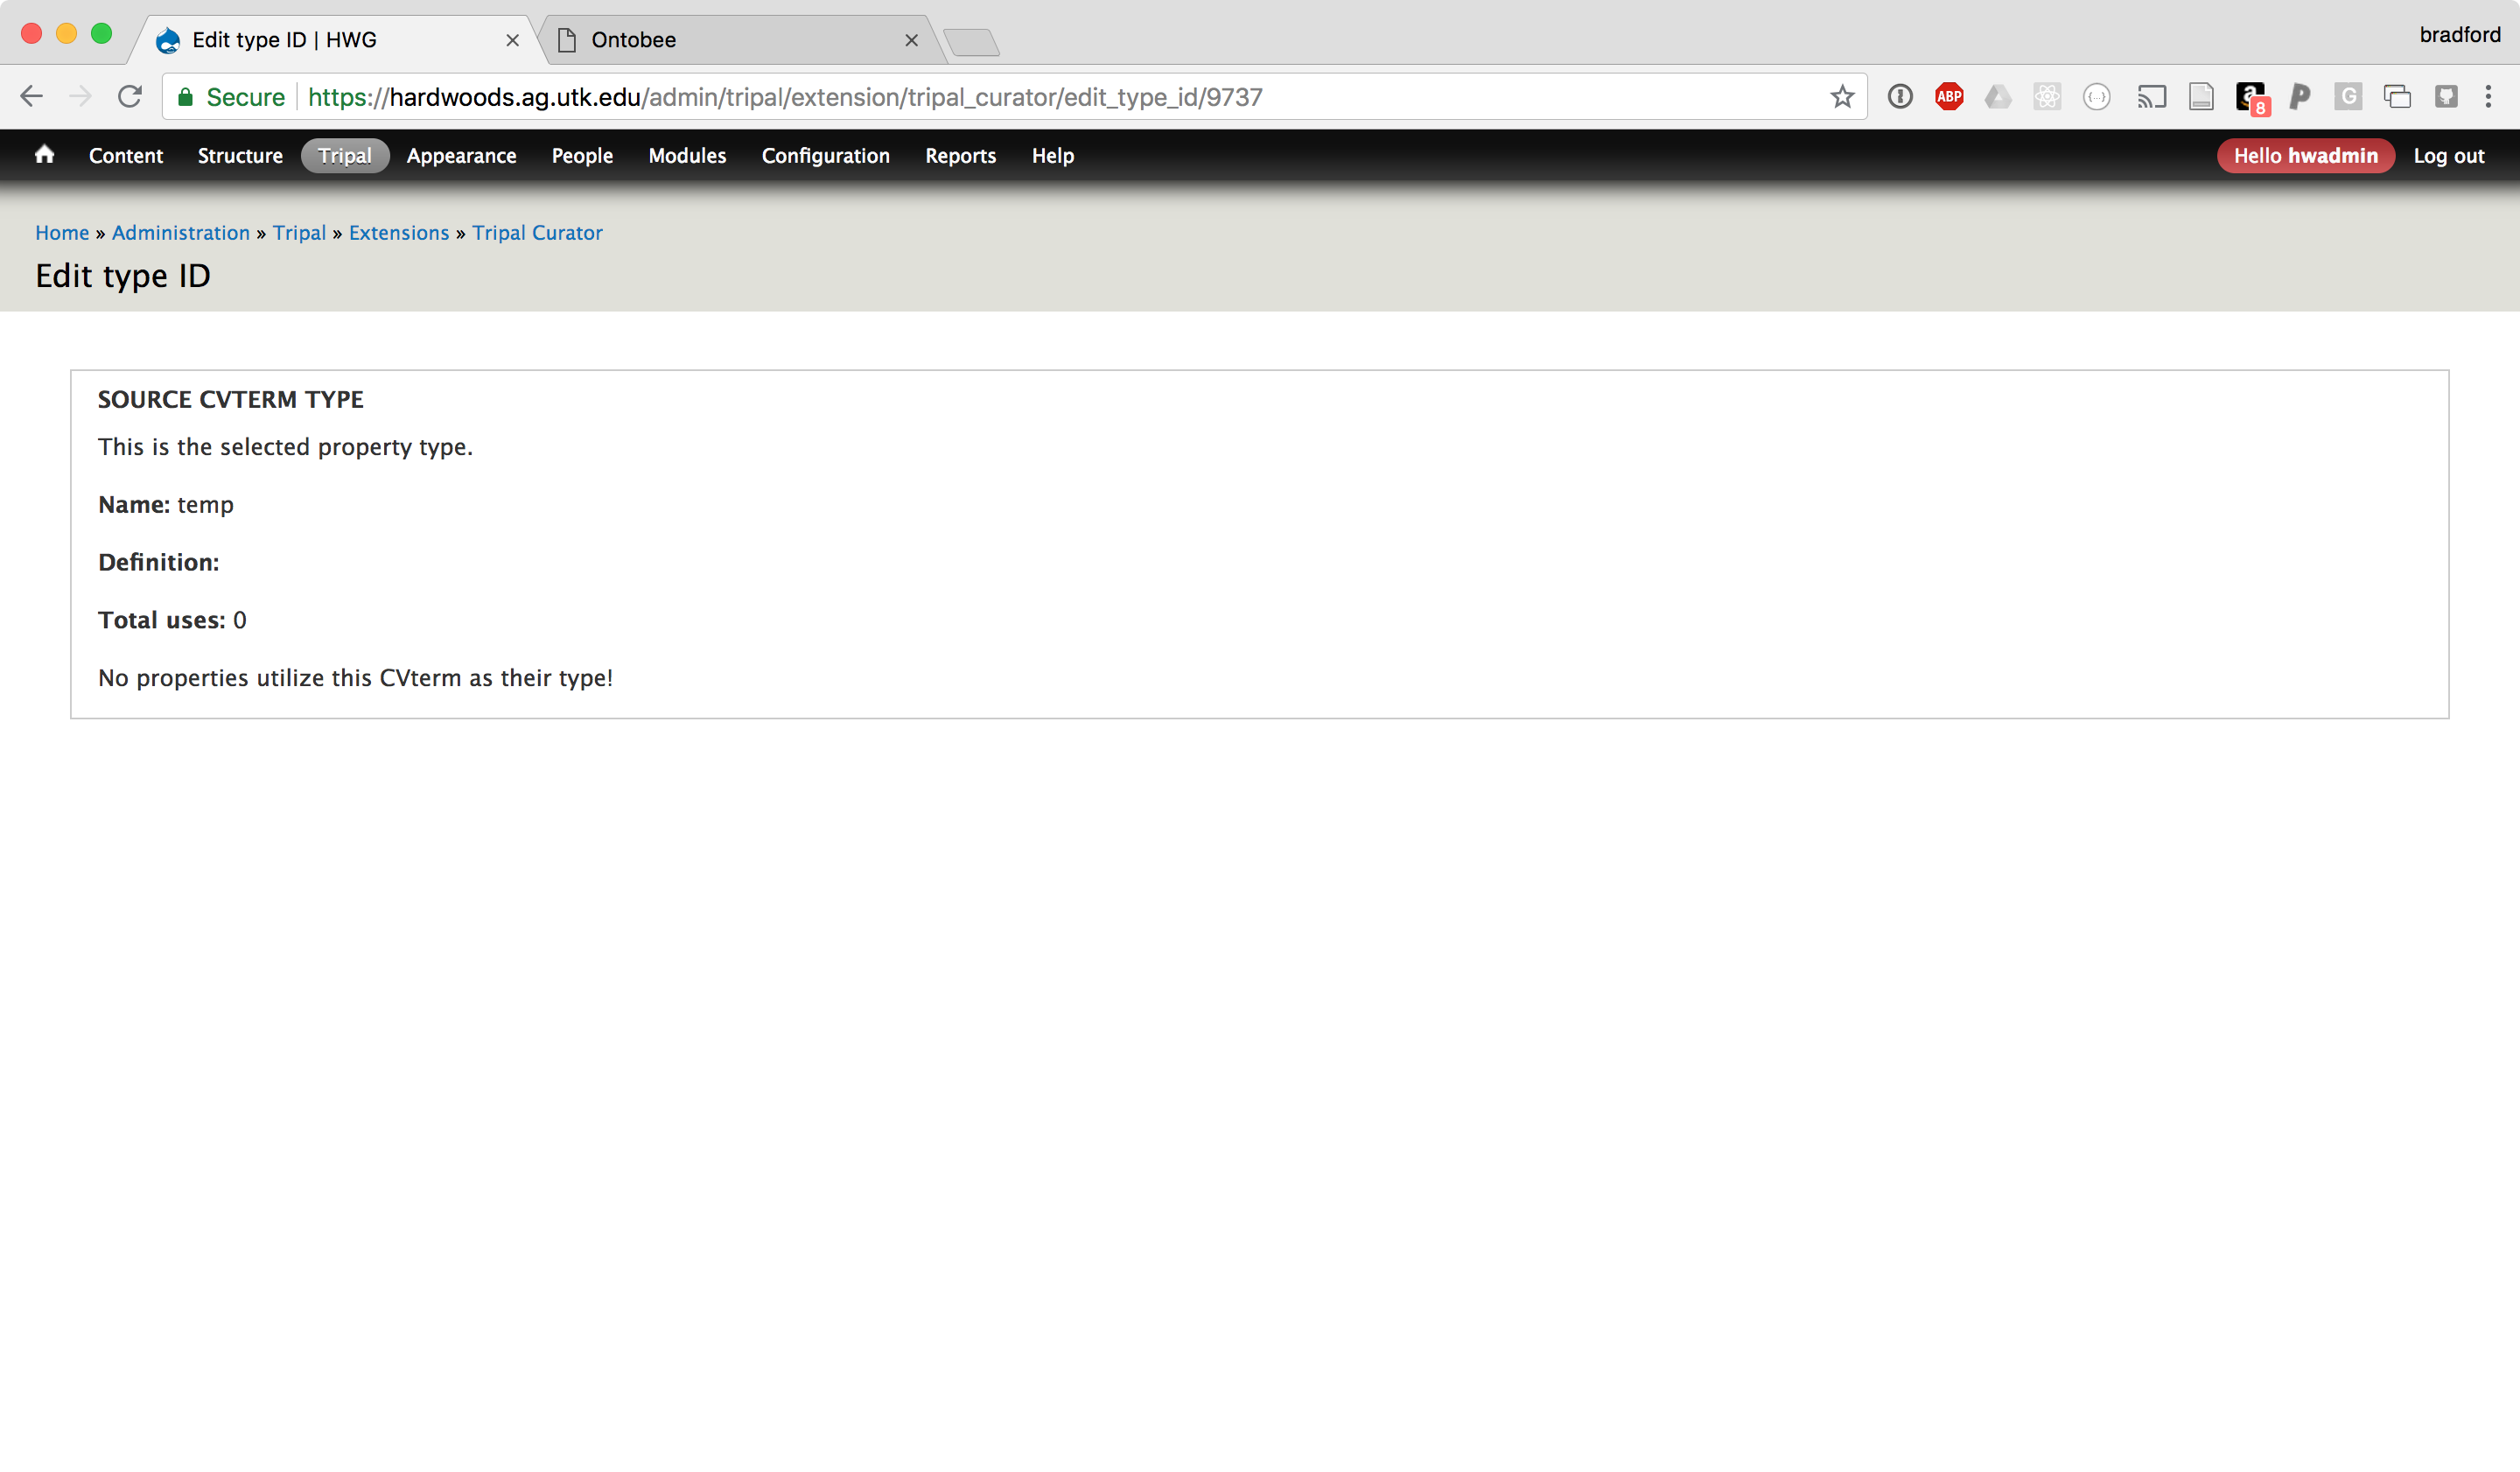 Edit type ID | HWG
Ontobee
bradford
Secure https://hardwoods.ag.utk.edu/admin/tripal/extension/tripal_curator/edit_type_id/9737
ABP
{...}
a
8
P
G
Content Structure Tripal Appearance People Modules Configuration Reports Help
Hello hwadmin Log out
Home » Administration » Tripal » Extensions » Tripal Curator
Edit type ID
SOURCE CVTERM TYPE
This is the selected property type.
Name: temp
Definition:
Total uses: 0
No properties utilize this CVterm as their type!